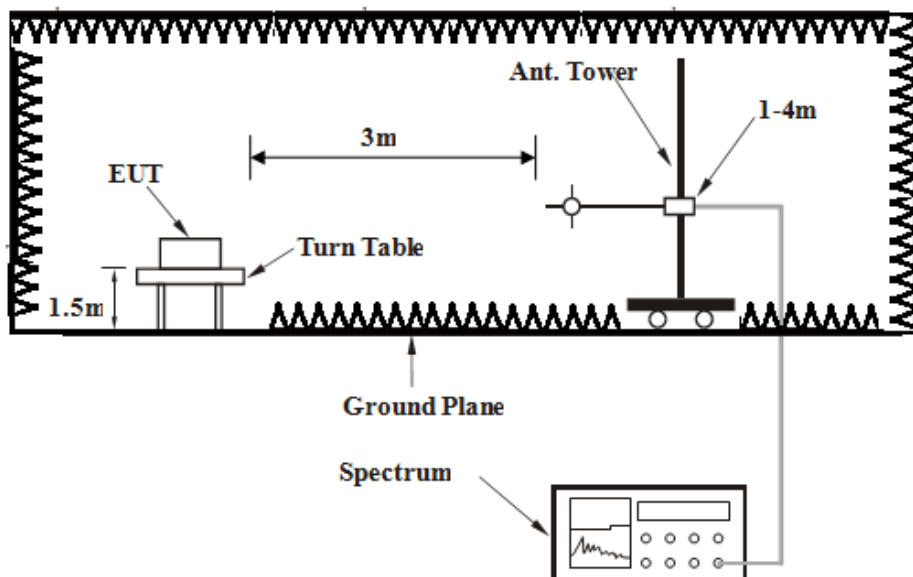 Ant. Tower
1-4m
3m
EUT
Turn Table
1.5m
Ground Plane
Spectrum